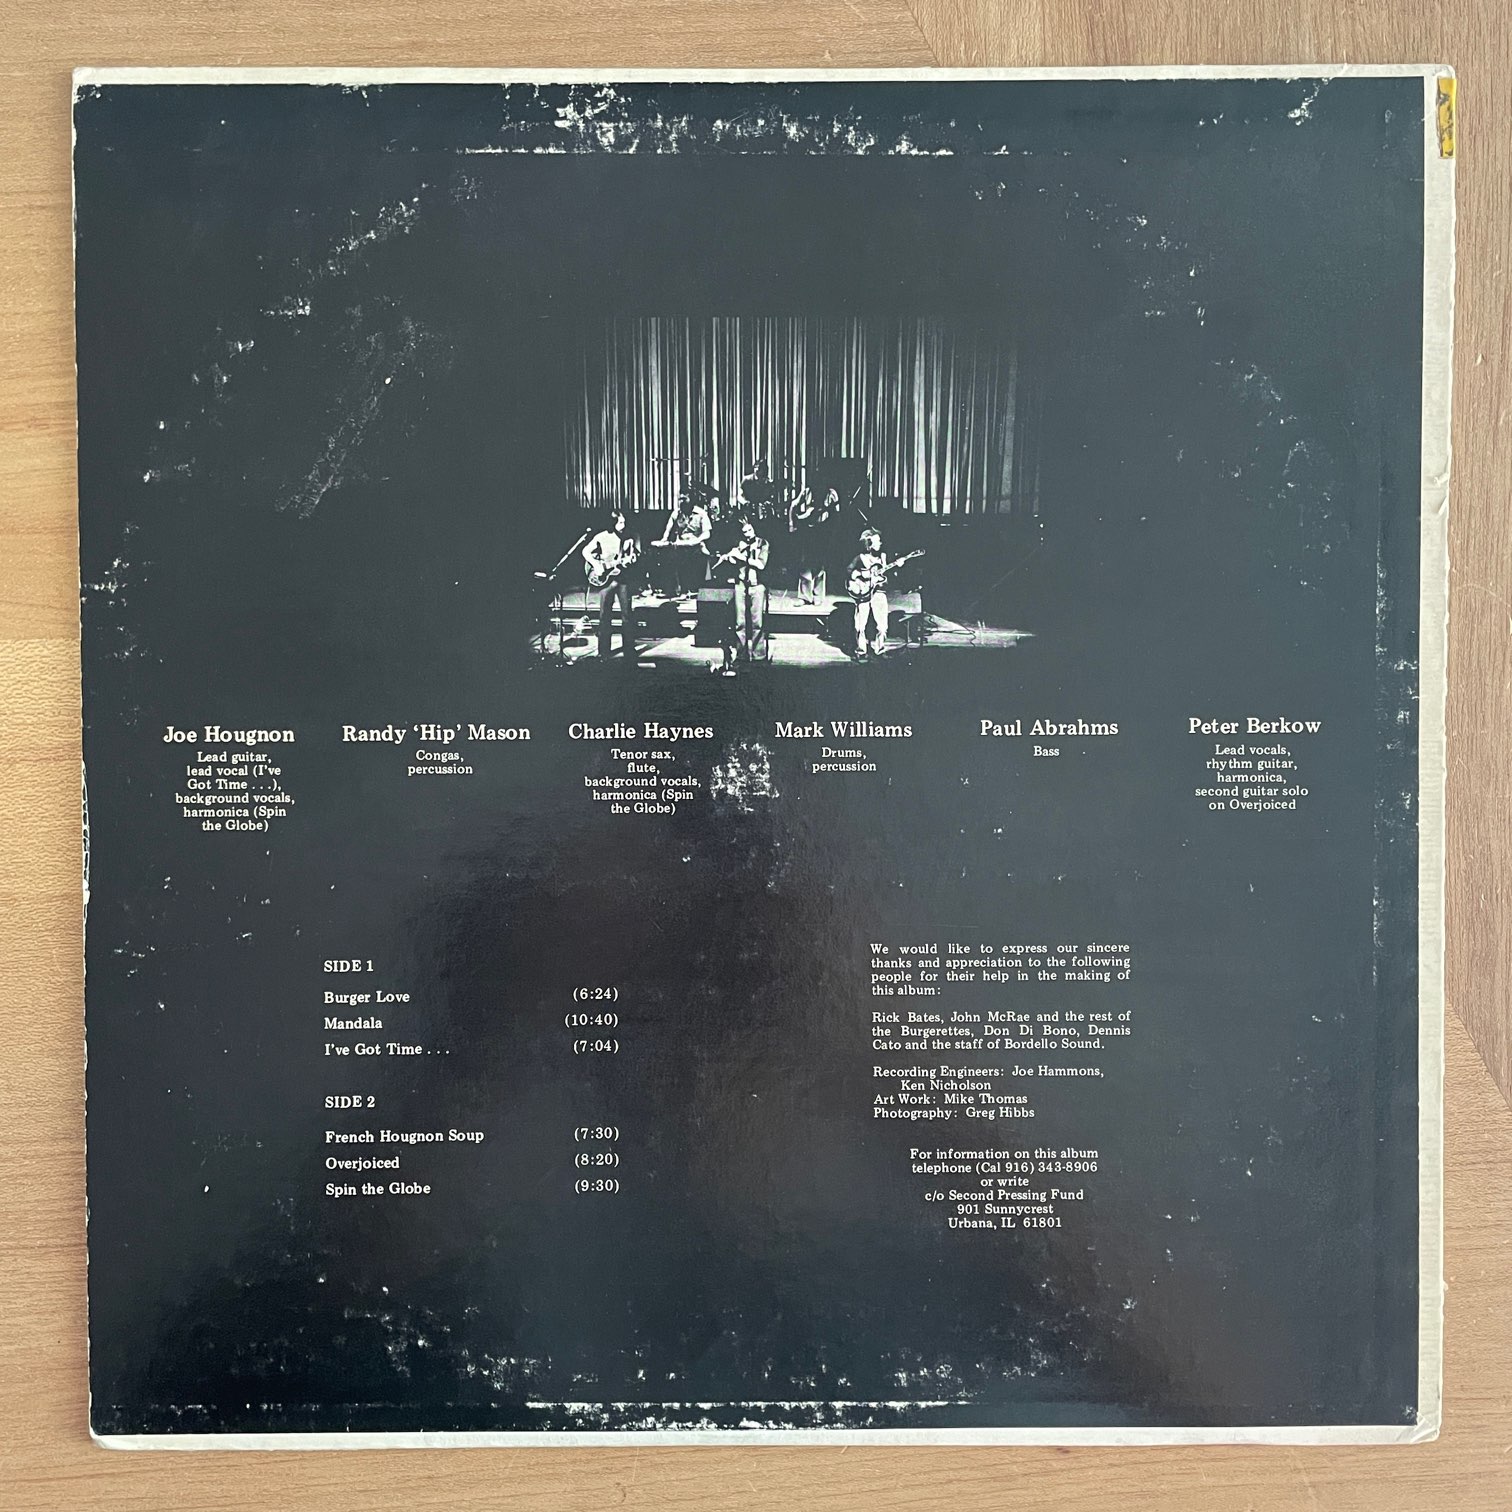 Joe Hougnon
Lead guitar,
lead vocal (I've
Got Time . . .),
background vocals,
harmonica (Spin
the Globe)
Randy ‘Hip’ Mason
Congas,
percussion
Charlie Haynes
Tenor sax,
flute,
background vocals,
harmonica (Spin
the Globe)
Mark Williams
Drums,
percussion
Paul Abrahms
Bass
Peter Berkow
Lead vocals,
rhythm guitar,
harmonica,
second guitar solo
on Overjoiced
SIDE 1
Burger Love (6:24)
Mandala (10:40)
I've Got Time . . . (7:04)
SIDE 2
French Hougnon Soup (7:30)
Overjoiced (8:20)
Spin the Globe (9:30)
We would like to express our sincere
thanks and appreciation to the following
people for their help in the making of
this album:
Rick Bates, John McRae and the rest of
the Burgerettes, Don Di Bono, Dennis
Cato and the staff of Bordello Sound.
Recording Engineers: Joe Hammons,
Ken Nicholson
Art Work: Mike Thomas
Photography: Greg Hibbs
For information on this album
telephone (Cal 916) 343-8906
or write
c/o Second Pressing Fund
901 Sunnycrest
Urbana, IL 61801